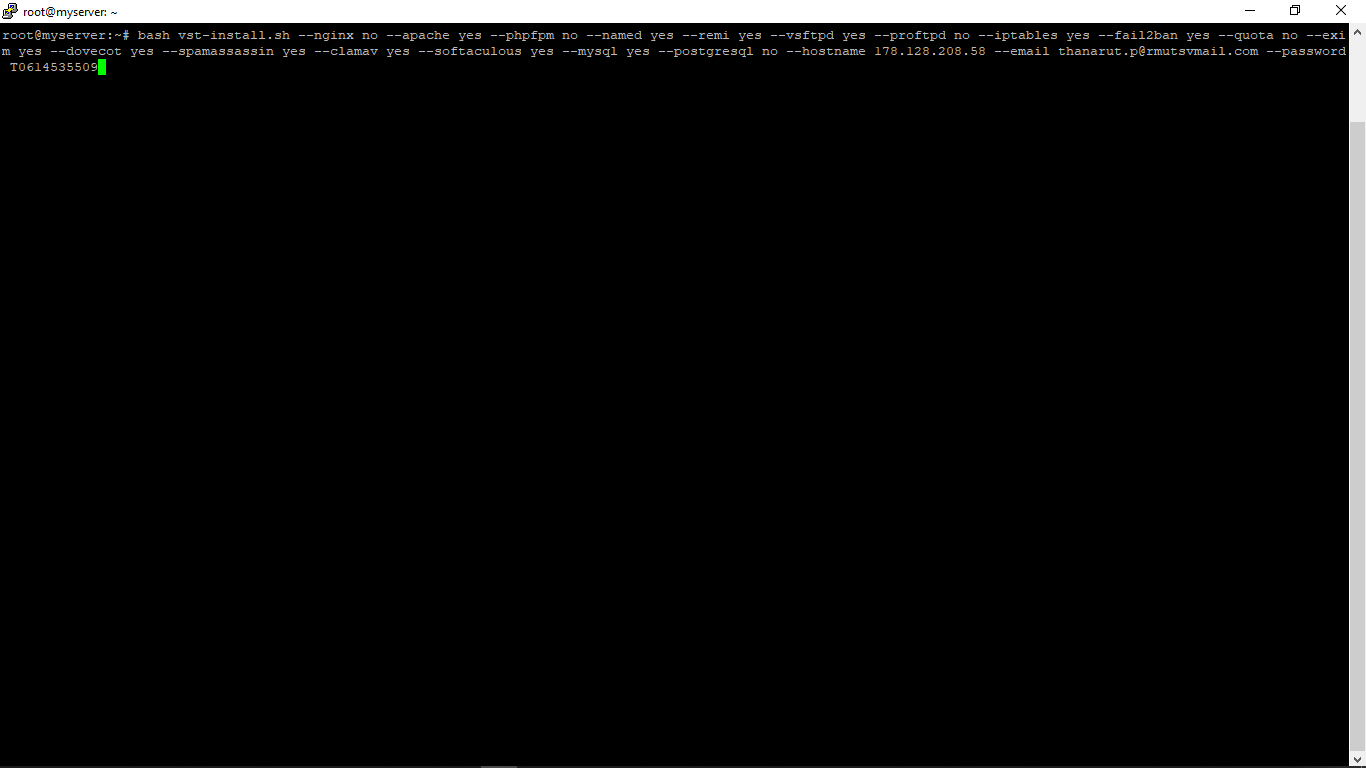 root@myserver: ~
root@myserver:~# bash vst-install.sh --nginx no --apache yes --phpfpm no --named yes --remi yes --vsftpd yes --proftpd no --iptables yes --fail2ban yes --quota no --exi
m yes --dovecot yes --spamassassin yes --clamav yes --softaculous yes --mysql yes --postgresql no --hostname 178.128.208.58 --email thanarut.p@rmutsvmail.com --password
T0614535509